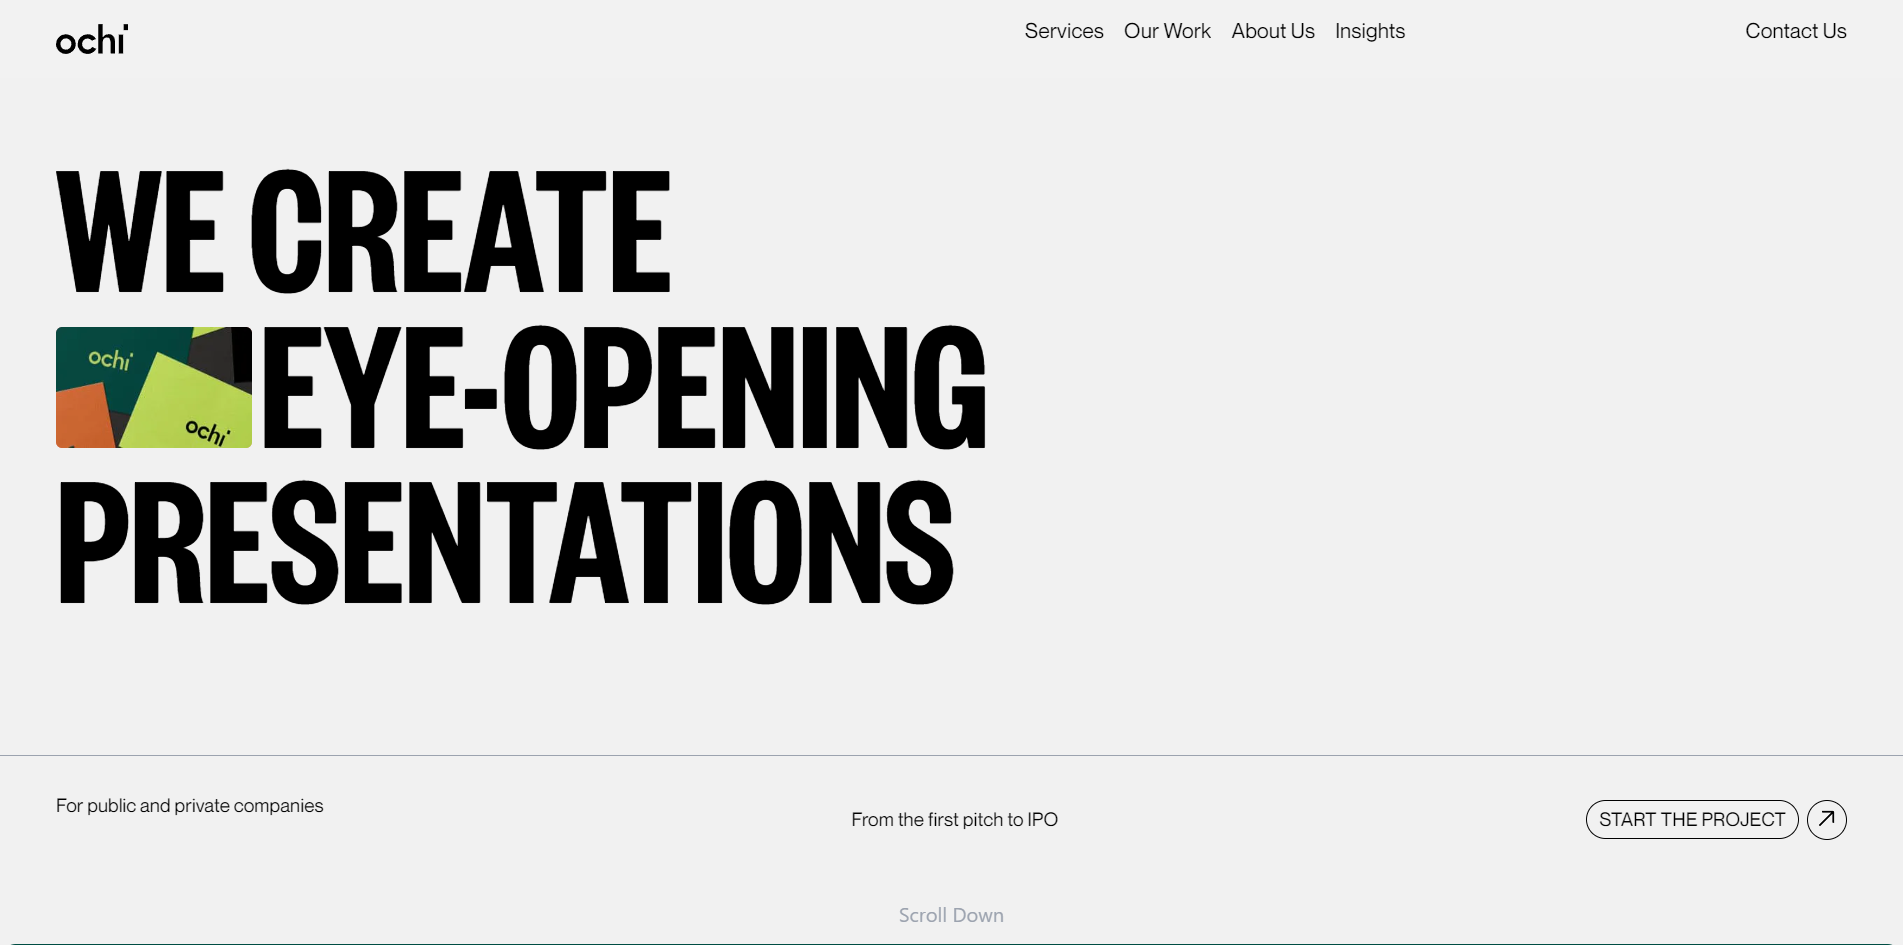 ochi
Services Our Work About Us Insights Contact Us
WE CREATE
ochi
ochi
EYE-OPENING
PRESENTATIONS
For public and private companies
From the first pitch to IPO
START THE PROJECT
Scroll Down